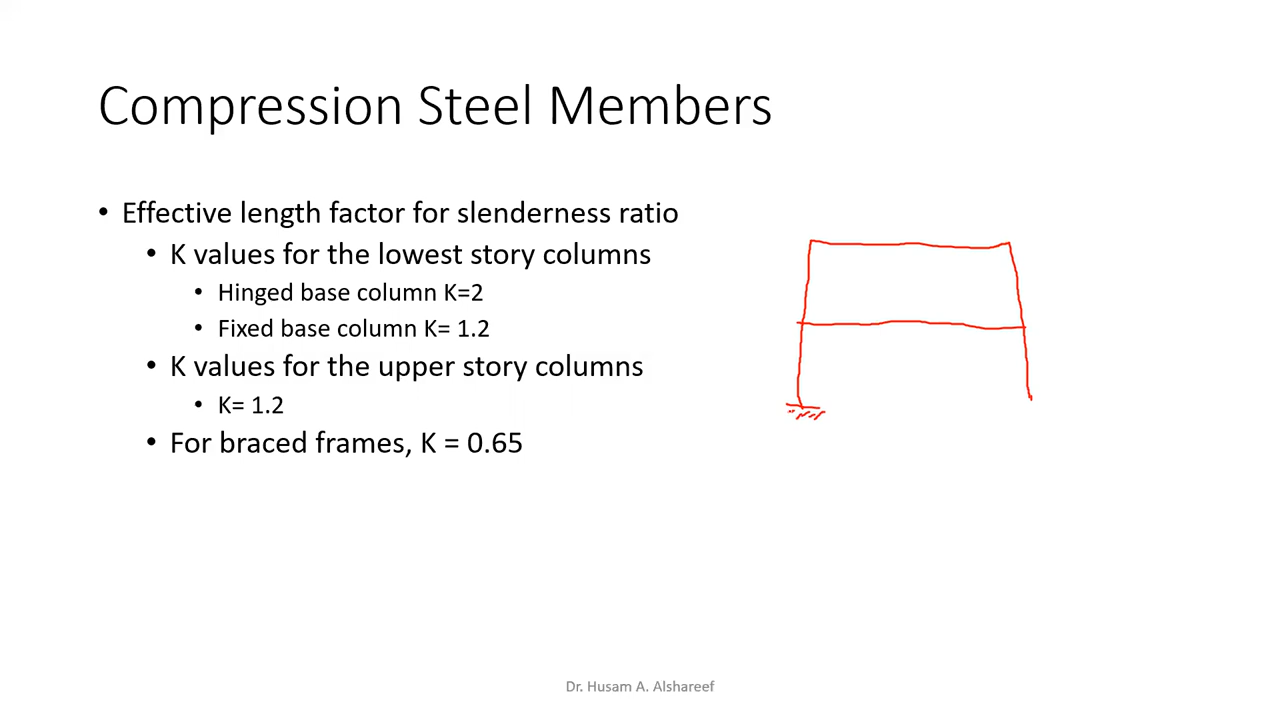 Compression Steel Members
• Effective length factor for slenderness ratio
• K values for the lowest story columns
• Hinged base column K=2
• Fixed base column K= 1.2
• K values for the upper story columns
• K= 1.2
• For braced frames, K = 0.65
Dr. Husam A. Alshareef